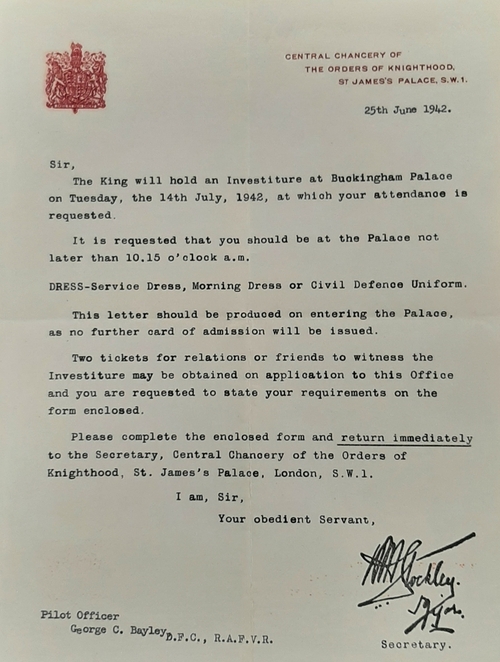 CENTRAL CHANCERY OF
THE ORDERS OF KNIGHTHOOD,
ST JAMES'S PALACE, S.W.1.
25th June 1942.
Sir,
The King will hold an Investiture at Buckingham Palace
on Tuesday, the 14th July, 1942, at which your attendance is
requested.
It is requested that you should be at the Palace not
later than 10.15 o'clock a.m.
DRESS-Service Dress, Morning Dress or Civil Defence Uniform.
This letter should be produced on entering the Palace,
as no further card of admission will be issued.
Two tickets for relations or friends to witness the
Investiture may be obtained on application to this Office
and you are requested to state your requirements on the
form enclosed.
Please complete the enclosed form and return immediately
to the Secretary, Central Chancery of the Orders of
Knighthood, St. James's Palace, London, S.W.1.
I am, Sir,
Your obedient Servant,
Stockley.
Major.
Secretary.
Pilot Officer
George C. Bayley, D.F.C., R.A.F.V.R.